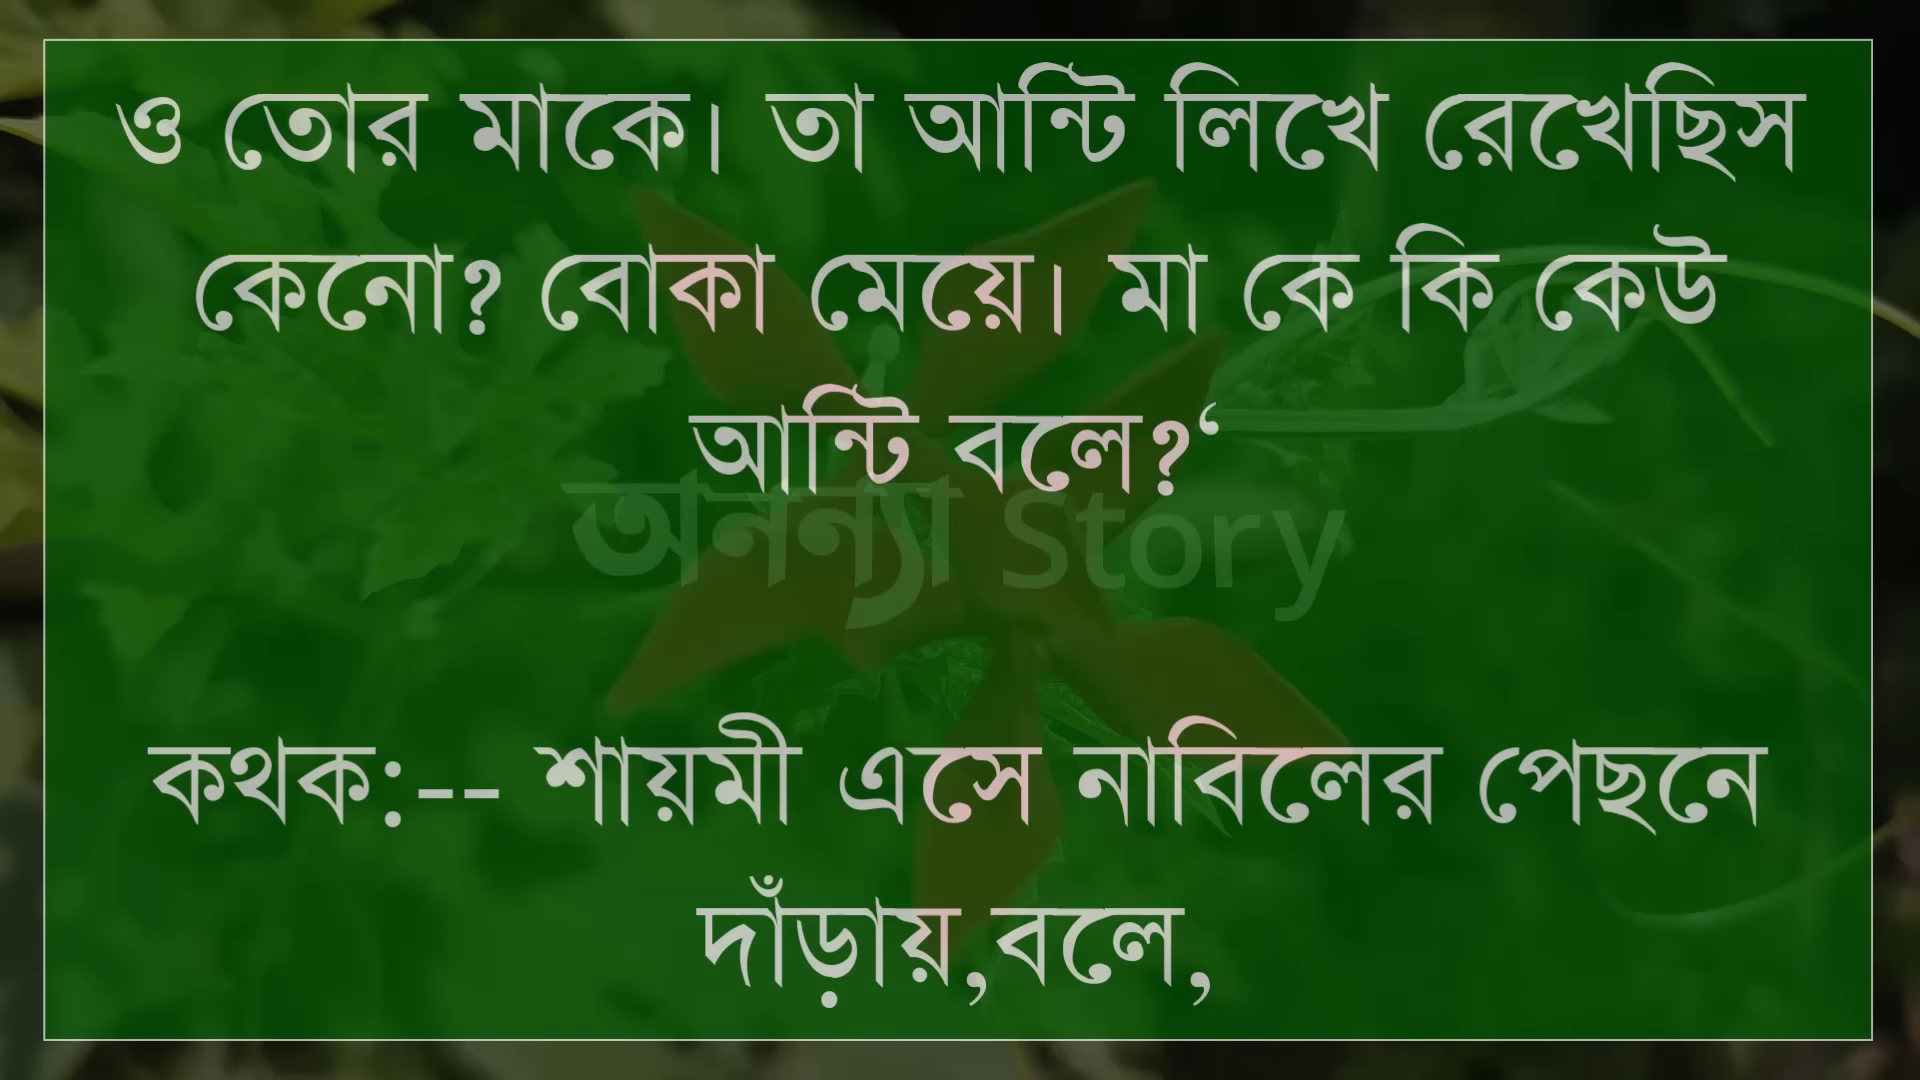 ও তোর মাকে। তা আন্টি লিখে রেখেছিস
কেনো? বোকা মেয়ে। মা কে কি কেউ
আন্টি বলে?‘
অনন্যা Story
কথক:-- শায়মী এসে নাবিলের পেছনে
দাঁড়ায়,বলে,